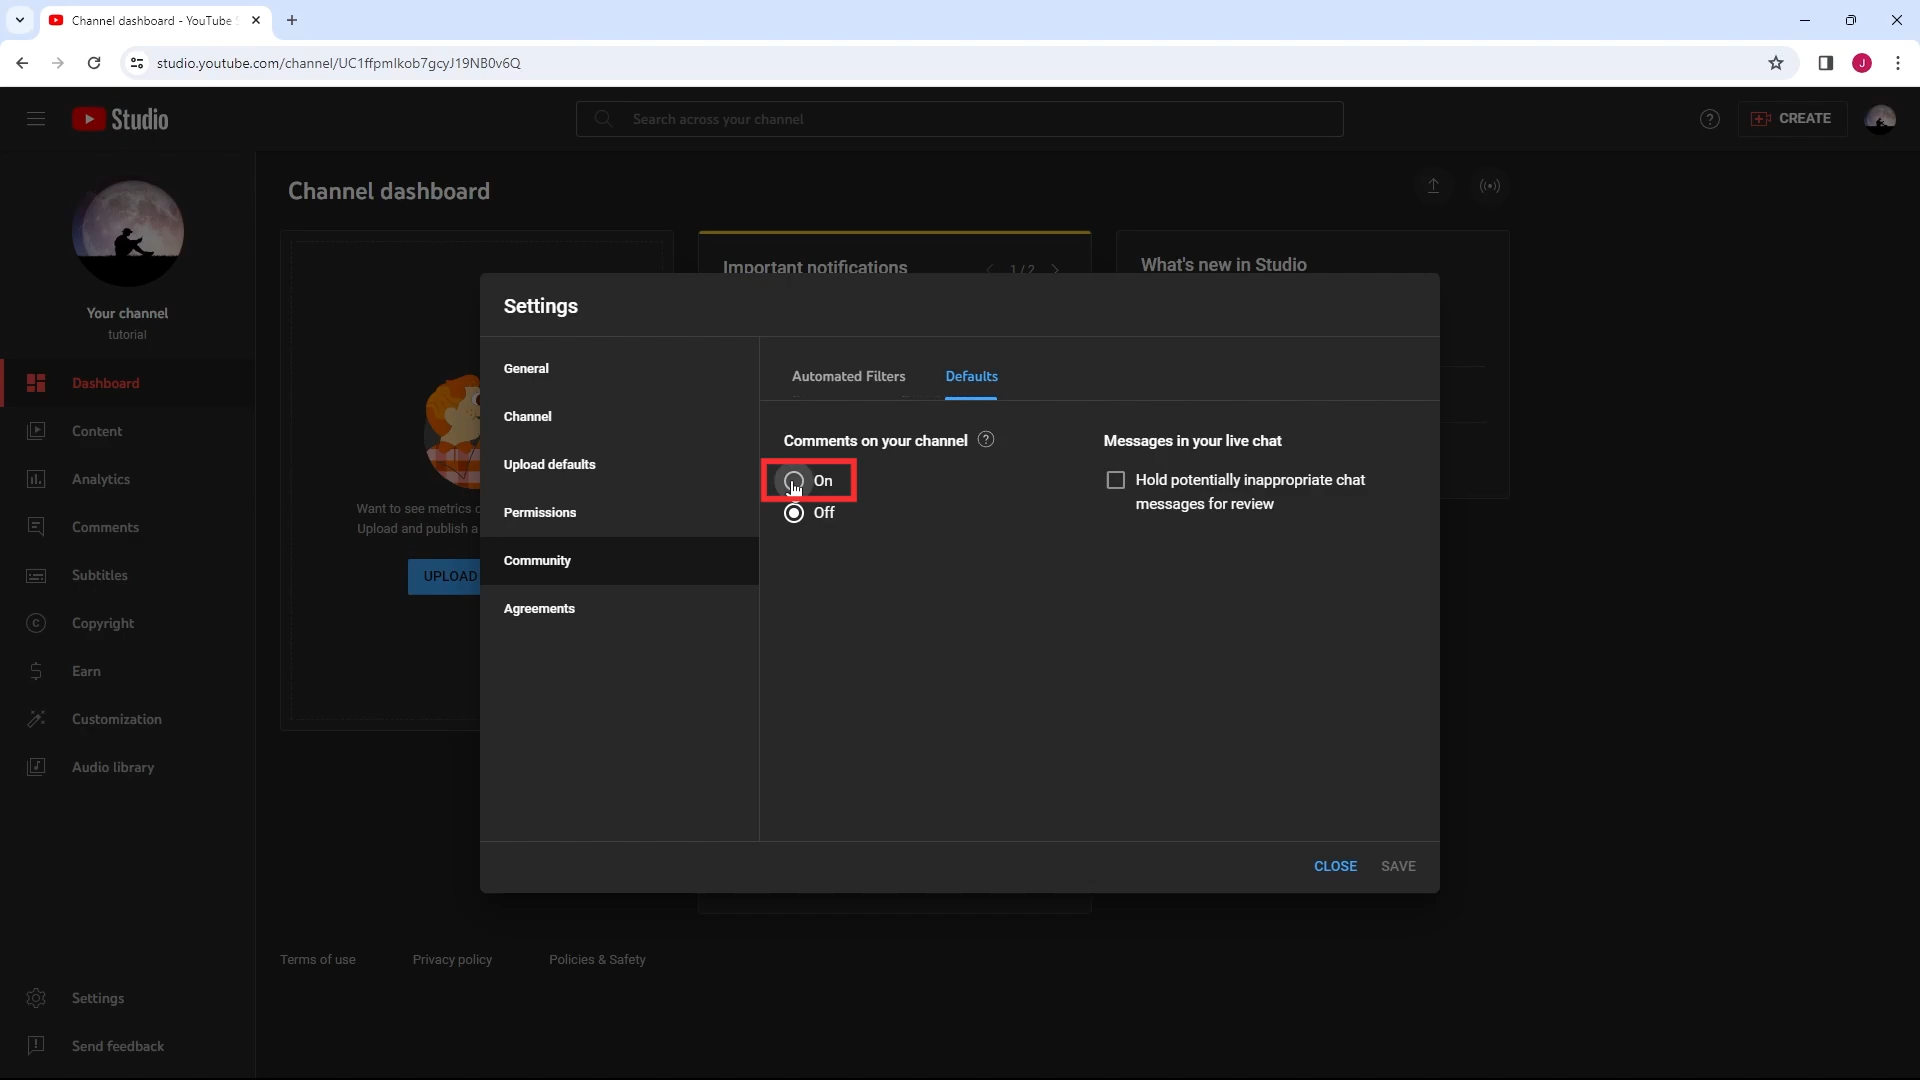 Channel dashboard - YouTube
studio.youtube.com/channel/UC1ffpmlkob7gcyJ19NB0v6Q
J
Studio
Search across your channel
CREATE
Your channel
tutorial
Dashboard
Content
Analytics
Comments
Subtitles
Copyright
Earn
Customization
Audio library
Settings
Send feedback
Channel dashboard
Want to see metrics
Upload and publish a
UPLOAD
Important notifications
1/2
What's new in Studio
Settings
General
Channel
Upload defaults
Permissions
Community
Agreements
Automated Filters
Defaults
Comments on your channel
On
Off
Messages in your live chat
Hold potentially inappropriate chat
messages for review
CLOSE
SAVE
Terms of use
Privacy policy
Policies & Safety